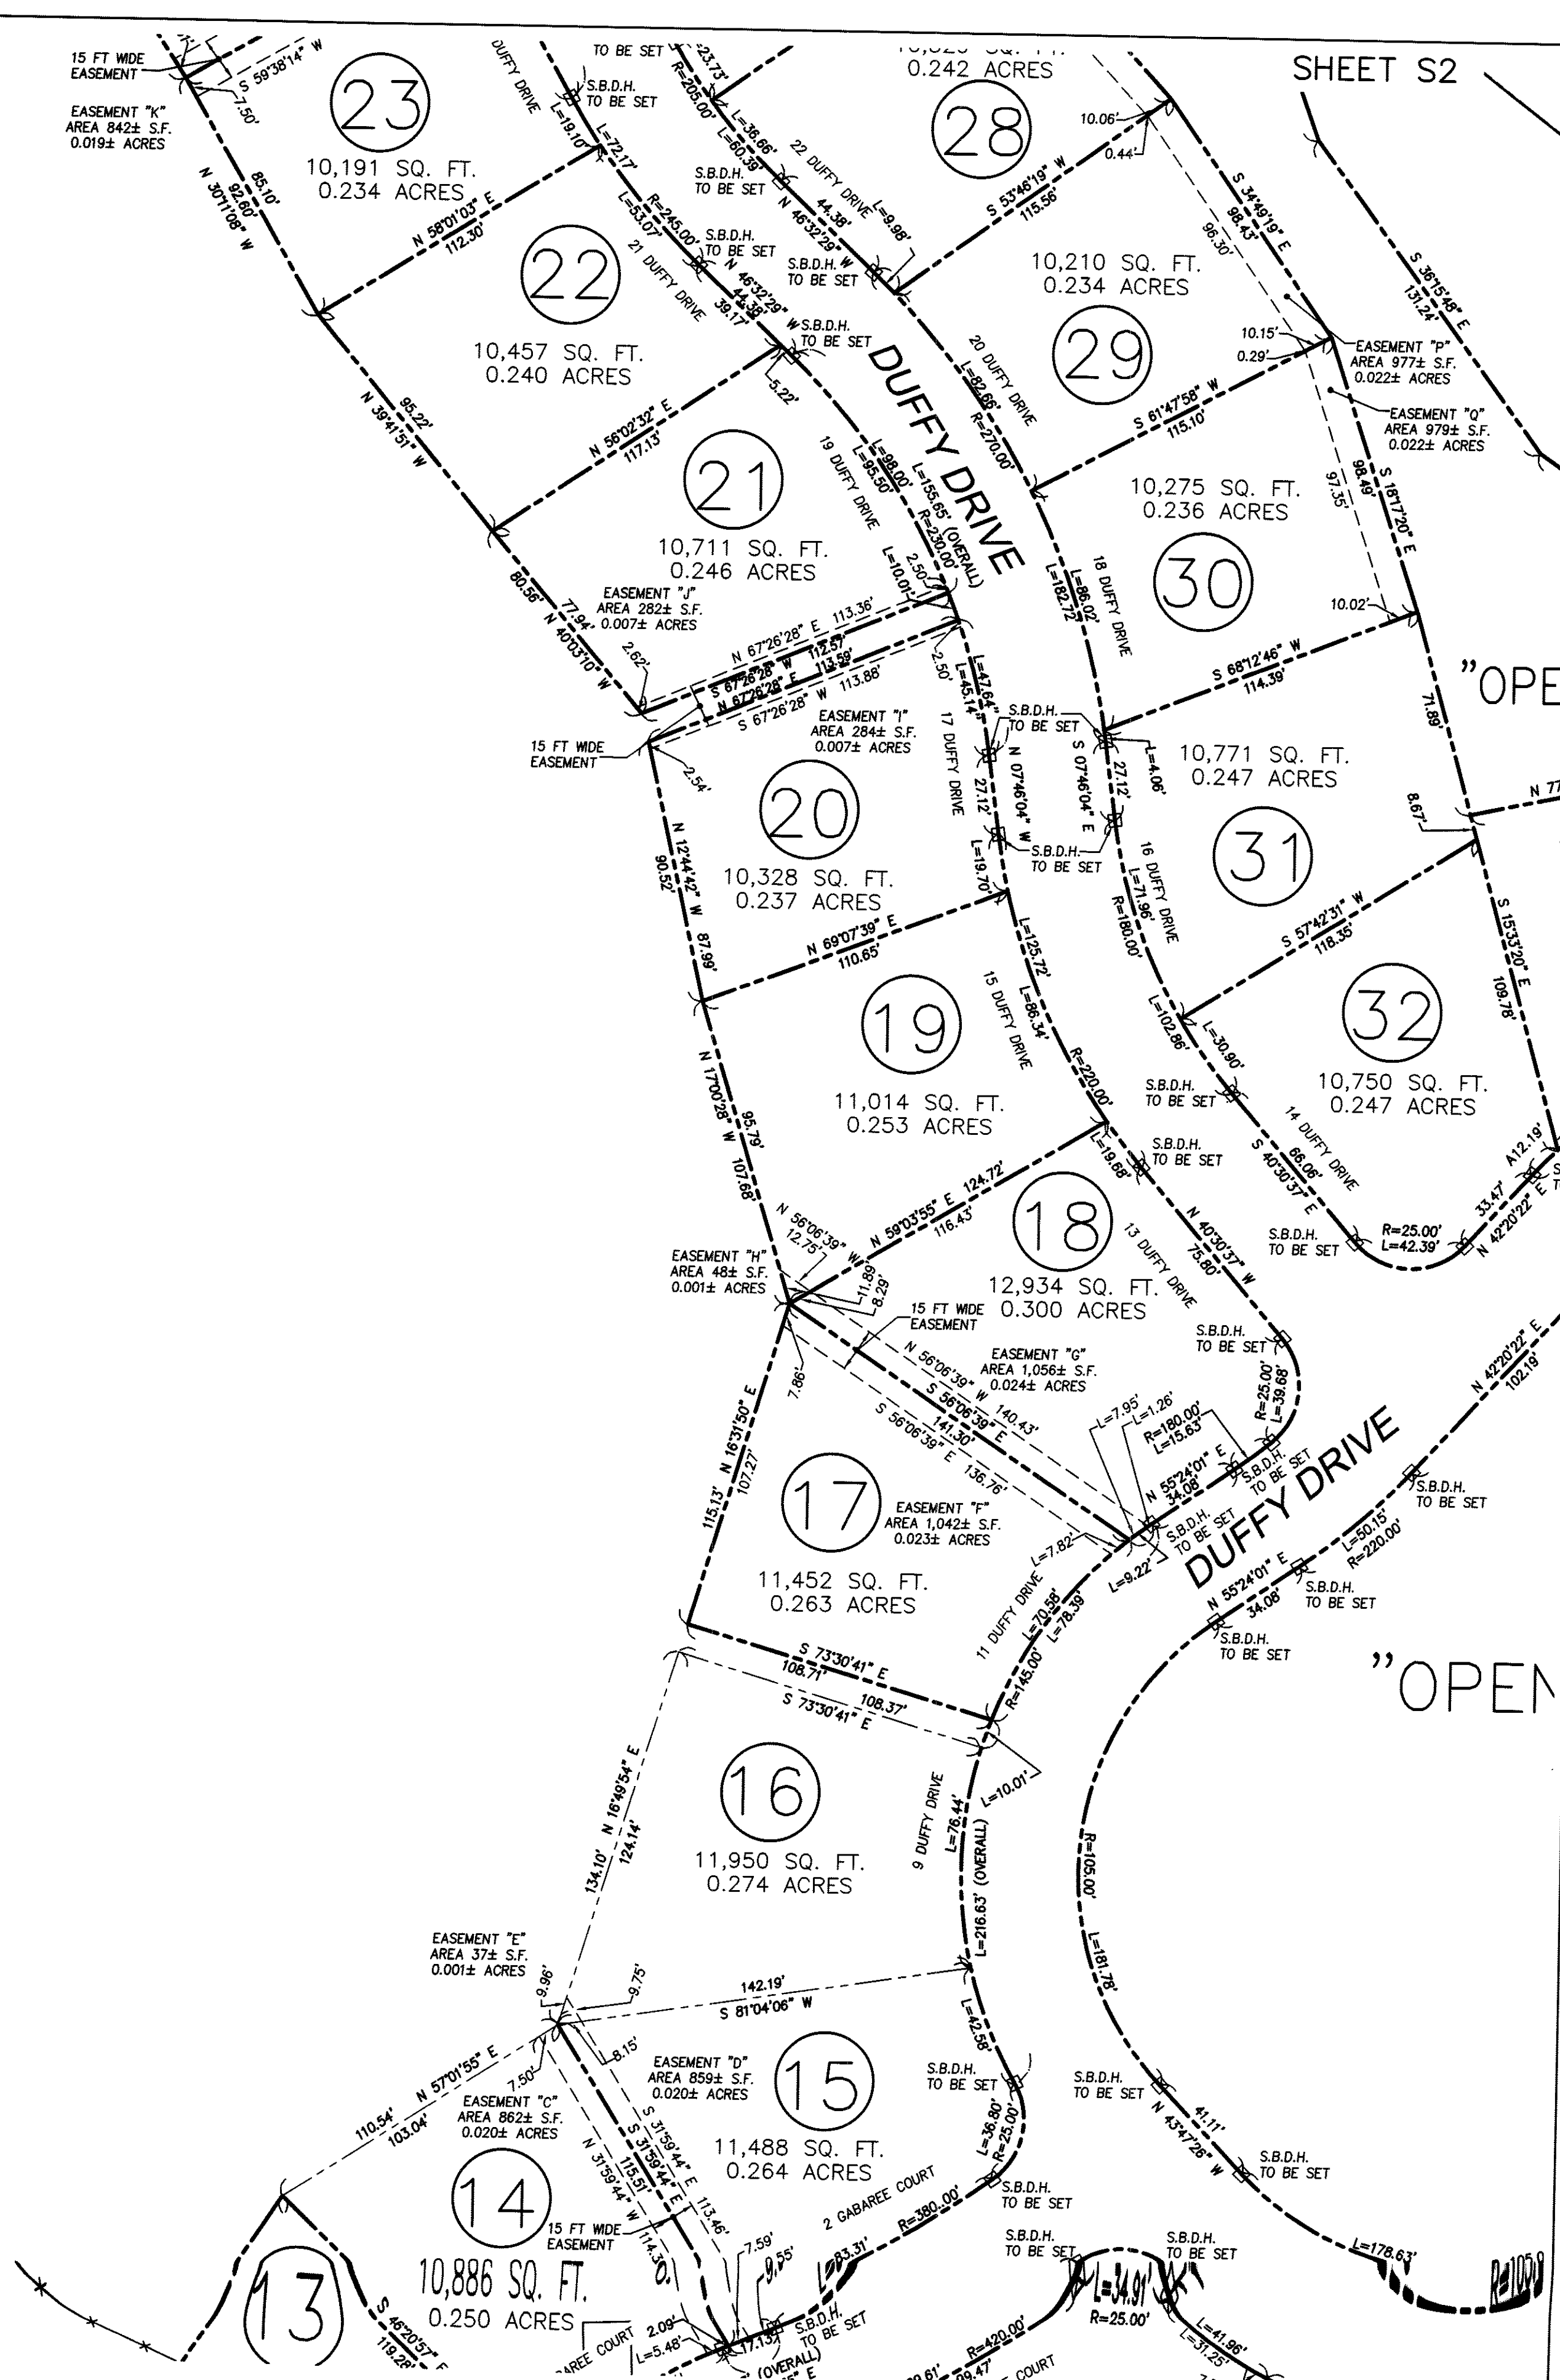 SHEET S2
15 FT WIDE
EASEMENT
S 59°38'14" W
7.50'
EASEMENT "K"
AREA 842± S.F.
0.019± ACRES
23
10,191 SQ. FT.
0.234 ACRES
85.10'
92.60'
N 30°11'08" W
N 58°01'03" E
112.30'
DUFFY DRIVE
L=19.10'
TO BE SET
S.B.D.H.
TO BE SET
L=72.17'
23.73'
R=205.00'
L=36.66'
L=60.39'
S.B.D.H.
TO BE SET
22 DUFFY DRIVE
44.38'
N 46°32'29" W
L=9.98'
0.242 ACRES
28
10.06'
0.44'
S 53°46'19" W
115.56'
S 34°49'19" E
98.43'
96.30'
S 36°15'48" E
131.24'
22
10,457 SQ. FT.
0.240 ACRES
R=245.00'
L=53.07'
21 DUFFY DRIVE
S.B.D.H.
TO BE SET
N 46°32'29" W
44.38'
39.17'
S.B.D.H.
TO BE SET
S.B.D.H.
TO BE SET
5.22'
95.22'
N 39°41'51" W
N 56°02'32" E
117.13'
10,210 SQ. FT.
0.234 ACRES
29
10.15'
0.29'
EASEMENT "P"
AREA 977± S.F.
0.022± ACRES
EASEMENT "Q"
AREA 979± S.F.
0.022± ACRES
20 DUFFY DRIVE
L=82.66'
R=270.00'
S 61°47'58" W
115.10'
DUFFY DRIVE
21
10,711 SQ. FT.
0.246 ACRES
19 DUFFY DRIVE
L=98.00'
L=95.50'
L=155.65' (OVERALL)
R=230.00'
2.50'
L=10.01'
80.56'
77.94'
N 40°03'10" W
2.62'
EASEMENT "J"
AREA 282± S.F.
0.007± ACRES
N 67°26'28" E 113.36'
S 67°26'28" W 112.57'
N 67°26'28" E 113.59'
S 67°26'28" W 113.88'
2.50'
10,275 SQ. FT.
0.236 ACRES
30
97.35'
98.49'
S 18°17'20" E
10.02'
18 DUFFY DRIVE
L=86.02'
L=182.72'
S 68°12'46" W
114.39'
71.89'
"OPE
15 FT WIDE
EASEMENT
2.54'
EASEMENT "I"
AREA 284± S.F.
0.007± ACRES
L=47.64'
L=45.14'
17 DUFFY DRIVE
S.B.D.H.
TO BE SET
N 07°46'04" W
27.12'
S 07°46'04" E
27.12'
L=4.06'
S.B.D.H.
TO BE SET
20
10,328 SQ. FT.
0.237 ACRES
N 12°44'42" W
90.52'
87.99'
L=19.70'
N 69°07'39" E
110.65'
10,771 SQ. FT.
0.247 ACRES
31
8.67'
N 77
16 DUFFY DRIVE
L=71.96'
R=180.00'
S 57°42'31" W
118.35'
19
11,014 SQ. FT.
0.253 ACRES
L=125.72'
15 DUFFY DRIVE
L=86.34'
R=220.00'
N 17°00'28" W
95.79'
107.68'
L=102.86'
L=30.90'
S.B.D.H.
TO BE SET
32
10,750 SQ. FT.
0.247 ACRES
S 15°33'20" E
109.78'
14 DUFFY DRIVE
66.06'
S 40°30'37" E
S.B.D.H.
TO BE SET
R=25.00'
L=42.39'
33.47'
N 42°20'22" E
A12.19'
N 59°03'55" E 124.72'
116.43'
L=19.68'
S.B.D.H.
TO BE SET
18
12,934 SQ. FT.
0.300 ACRES
13 DUFFY DRIVE
N 40°30'37" W
75.80'
N 56°06'39" W
12.75'
11.89'
8.29'
EASEMENT "H"
AREA 48± S.F.
0.001± ACRES
15 FT WIDE
EASEMENT
7.86'
S.B.D.H.
TO BE SET
R=25.00'
L=39.68'
EASEMENT "G"
AREA 1,056± S.F.
0.024± ACRES
N 56°06'39" W 140.43'
S 56°06'39" E
141.30'
S 56°06'39" E 136.76'
L=7.95'
L=1.26'
R=180.00'
L=15.63'
N 55°24'01" E
34.08'
S.B.D.H.
TO BE SET
S.B.D.H.
TO BE SET
N 42°20'22" E
102.19'
DUFFY DRIVE
S.B.D.H.
TO BE SET
N 16°31'50" E
115.13'
107.27'
17
11,452 SQ. FT.
0.263 ACRES
EASEMENT "F"
AREA 1,042± S.F.
0.023± ACRES
L=7.82'
L=9.22'
11 DUFFY DRIVE
L=70.58'
L=78.39'
R=145.00'
L=50.15'
R=220.00'
N 55°24'01" E
34.08'
S.B.D.H.
TO BE SET
S.B.D.H.
TO BE SET
S 73°30'41" E
108.71'
108.37'
S 73°30'41" E
"OPEN
L=10.01'
16
11,950 SQ. FT.
0.274 ACRES
9 DUFFY DRIVE
L=76.44'
L=216.63' (OVERALL)
R=105.00'
L=181.78'
N 16°49'54" E
134.10'
124.14'
EASEMENT "E"
AREA 37± S.F.
0.001± ACRES
9.96'
9.75'
142.19'
S 81°04'06" W
L=42.58'
15
11,488 SQ. FT.
0.264 ACRES
8.15'
7.50'
EASEMENT "D"
AREA 859± S.F.
0.020± ACRES
S.B.D.H.
TO BE SET
S.B.D.H.
TO BE SET
L=36.80'
R=25.00'
41.11'
N 43°47'26" W
S.B.D.H.
TO BE SET
S.B.D.H.
TO BE SET
N 57°01'55" E
110.54'
103.04'
EASEMENT "C"
AREA 862± S.F.
0.020± ACRES
14
10,886 SQ. FT.
0.250 ACRES
S 31°59'44" E
S 31°59'44" E
115.51'
N 31°59'44" W
113.46'
15 FT WIDE
EASEMENT
2 GABAREE COURT
R=380.00'
7.59'
9.55'
13
S 46°20'57" E
119.28'
2.09'
L=5.48'
17.13'
S.B.D.H.
TO BE SET
(OVERALL)
S.B.D.H.
TO BE SET
S.B.D.H.
TO BE SET
L=34.91'
R=25.00'
R=420.00'
L=41.96'
L=31.25'
L=178.63'
COURT